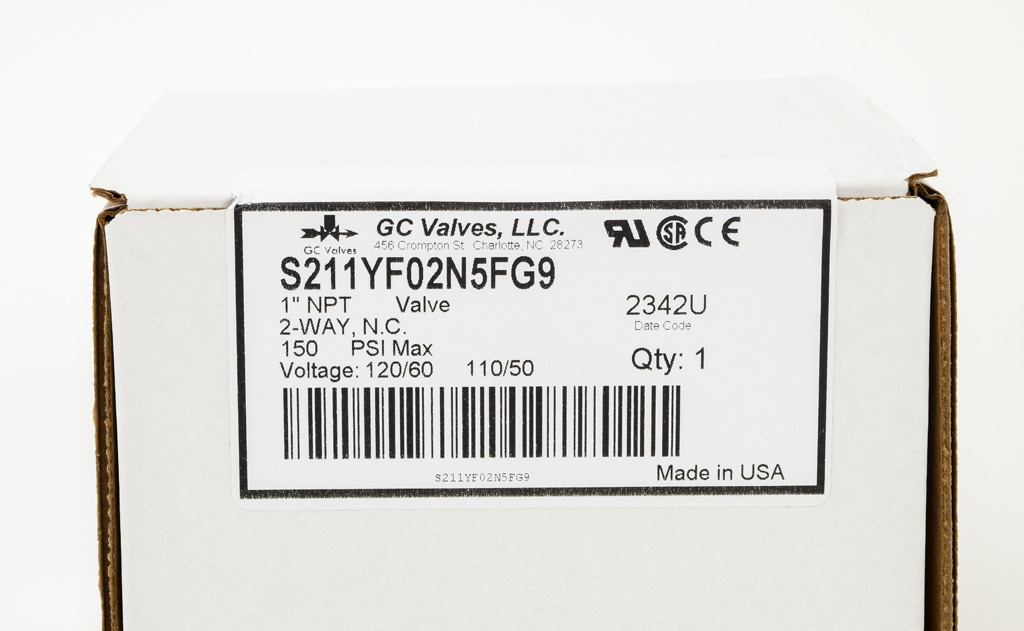 GC Valves
GC Valves, LLC.
456 Crompton St Charlotte, NC 28273
S211YF02N5FG9
1" NPT Valve
2-WAY, N.C.
150 PSI Max
Voltage: 120/60 110/50
2342U
Date Code
Qty: 1
S211YF02N5FG9
Made in USA